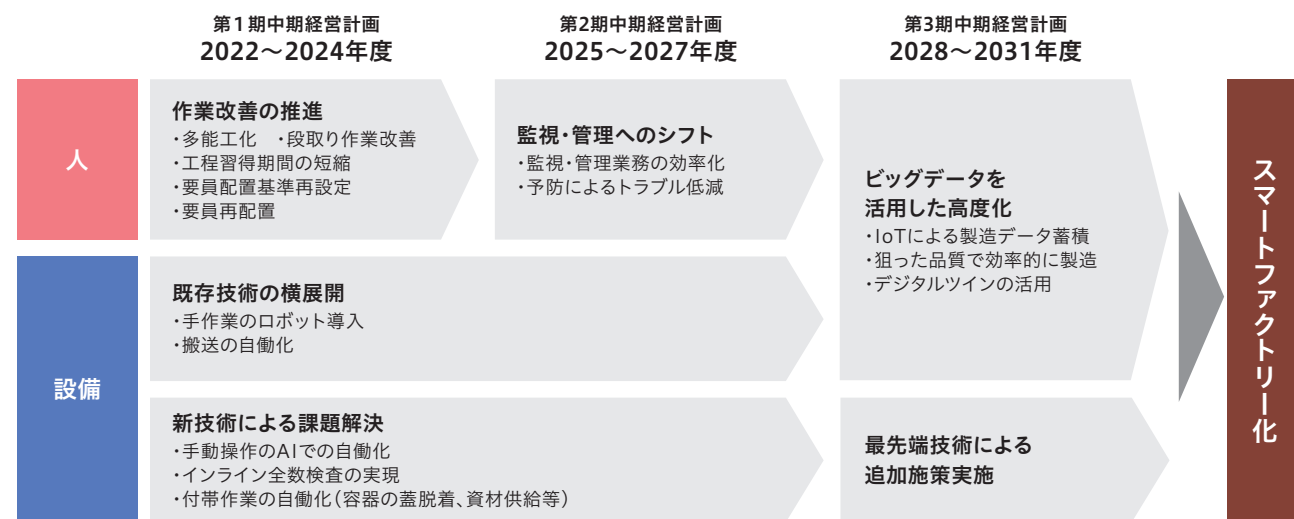 第1期中期経営計画
2022～2024年度
第2期中期経営計画
2025～2027年度
第3期中期経営計画
2028～2031年度
人
作業改善の推進
・多能工化　・段取り作業改善
・工程習得期間の短縮
・要員配置基準再設定
・要員再配置
監視・管理へのシフト
・監視・管理業務の効率化
・予防によるトラブル低減
ビッグデータを
活用した高度化
・IoTによる製造データ蓄積
・狙った品質で効率的に製造
・デジタルツインの活用
設備
既存技術の横展開
・手作業のロボット導入
・搬送の自働化
新技術による課題解決
・手動操作のAIでの自働化
・インライン全数検査の実現
・付帯作業の自働化（容器の蓋脱着、資材供給等）
最先端技術による
追加施策実施
スマートファクトリー化